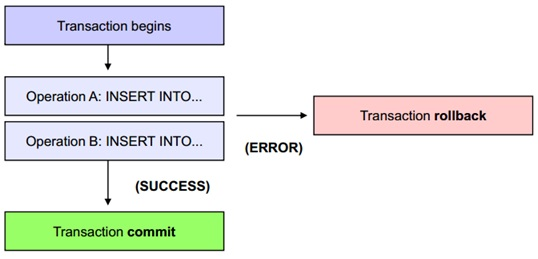 Transaction begins
Operation A: INSERT INTO...
Operation B: INSERT INTO...
Transaction rollback
(ERROR)
(SUCCESS)
Transaction commit